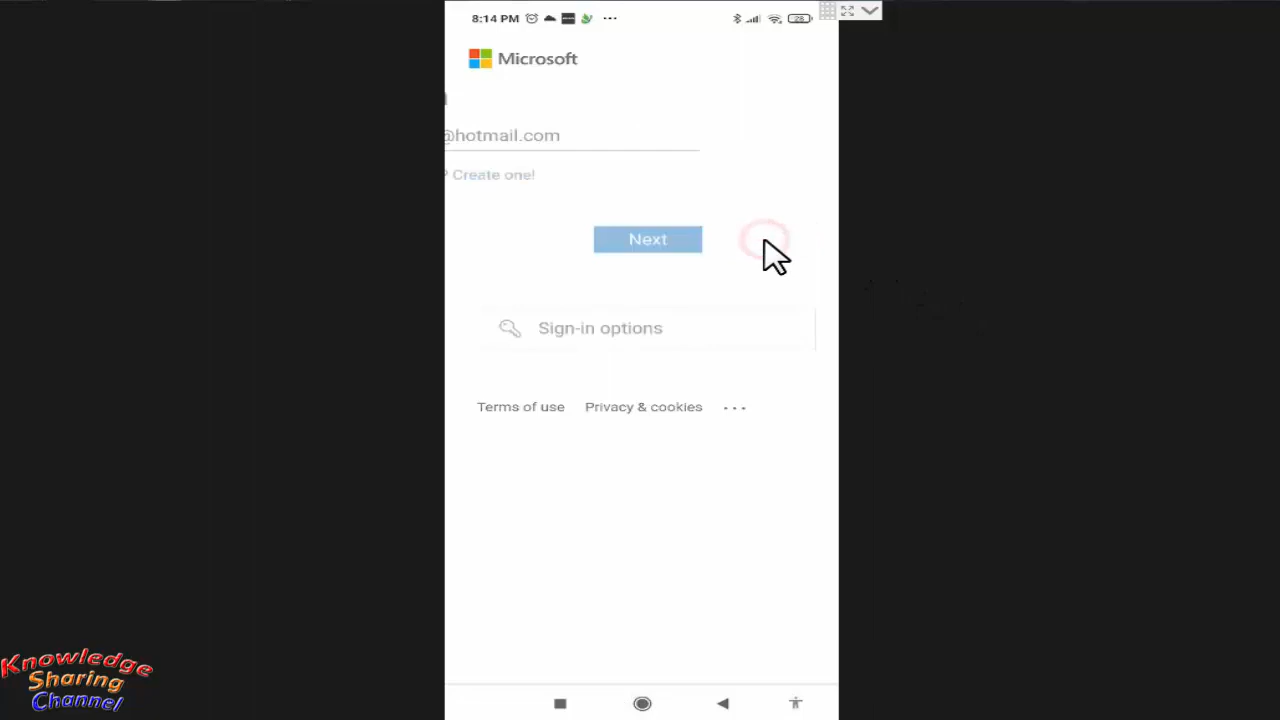 8:14 PM
28
Microsoft
@hotmail.com
? Create one!
Next
Sign-in options
Terms of use Privacy & cookies
Knowledge
Sharing
Channel